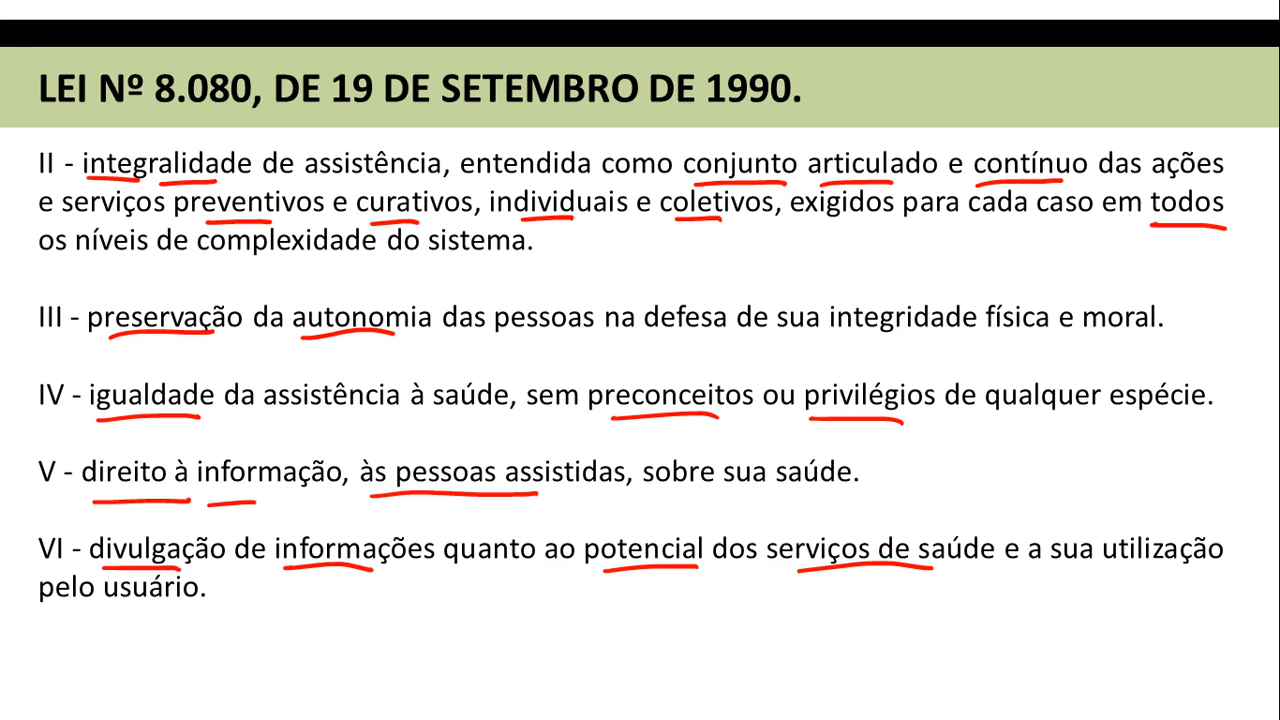 LEI Nº 8.080, DE 19 DE SETEMBRO DE 1990.
II - integralidade de assistência, entendida como conjunto articulado e contínuo das ações
e serviços preventivos e curativos, individuais e coletivos, exigidos para cada caso em todos
os níveis de complexidade do sistema.
III - preservação da autonomia das pessoas na defesa de sua integridade física e moral.
IV - igualdade da assistência à saúde, sem preconceitos ou privilégios de qualquer espécie.
V - direito à informação, às pessoas assistidas, sobre sua saúde.
VI - divulgação de informações quanto ao potencial dos serviços de saúde e a sua utilização
pelo usuário.